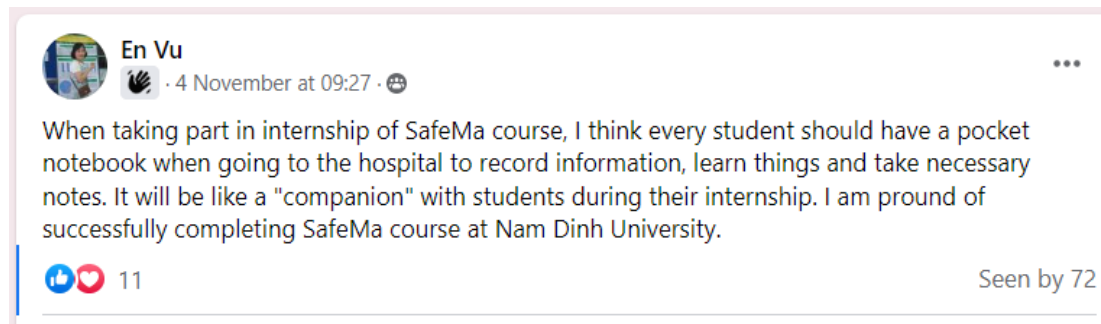 En Vu
· 4 November at 09:27 ·
When taking part in internship of SafeMa course, I think every student should have a pocket
notebook when going to the hospital to record information, learn things and take necessary
notes. It will be like a "companion" with students during their internship. I am pround of
successfully completing SafeMa course at Nam Dinh University.
11 Seen by 72